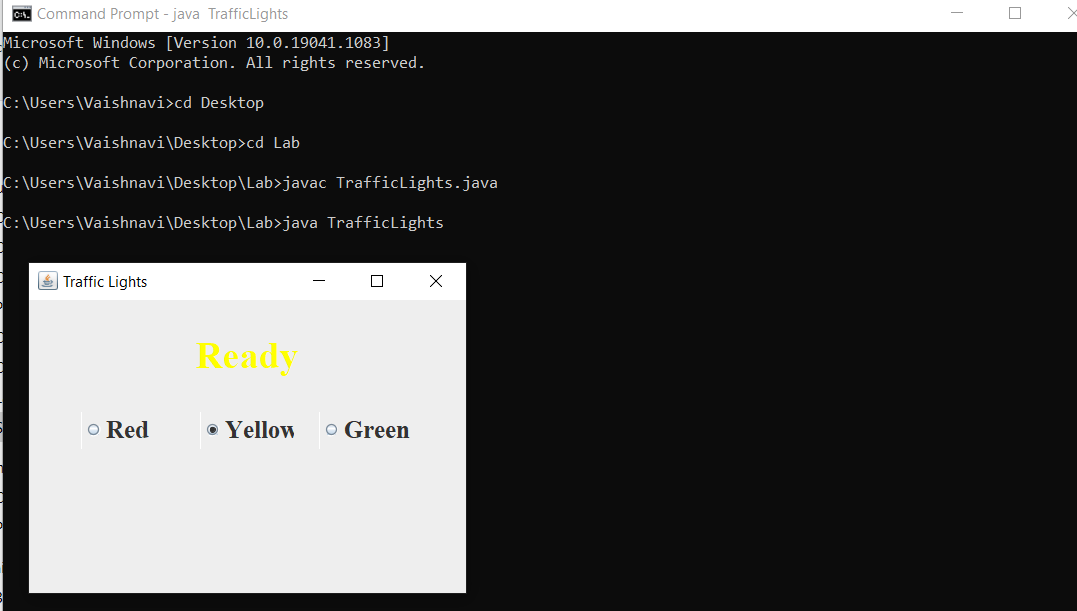 Command Prompt - java  TrafficLights
Microsoft Windows [Version 10.0.19041.1083]
(c) Microsoft Corporation. All rights reserved.
C:\Users\Vaishnavi>cd Desktop
C:\Users\Vaishnavi\Desktop>cd Lab
C:\Users\Vaishnavi\Desktop\Lab>javac TrafficLights.java
C:\Users\Vaishnavi\Desktop\Lab>java TrafficLights
Traffic Lights
Ready
Red Yellow Green